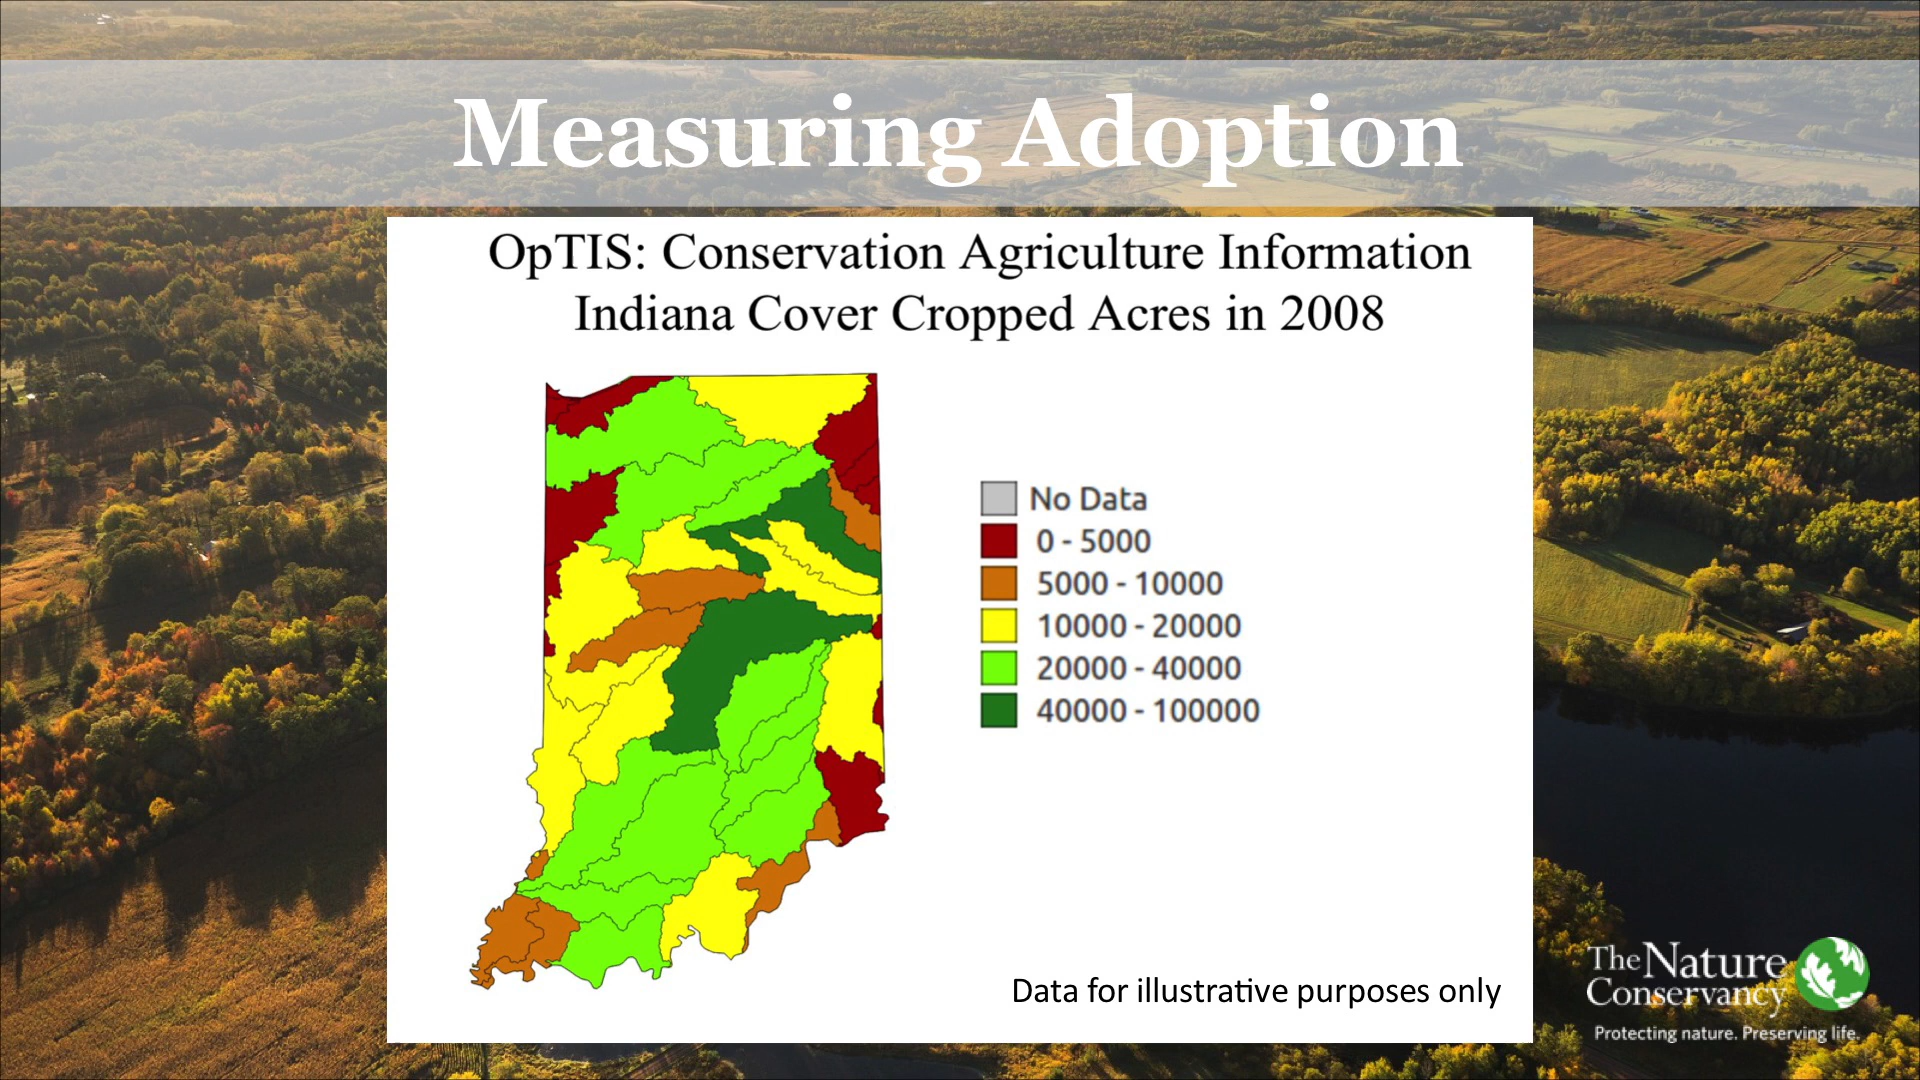 Measuring Adoption
OpTIS: Conservation Agriculture Information
Indiana Cover Cropped Acres in 2008
No Data
0 - 5000
5000 - 10000
10000 - 20000
20000 - 40000
40000 - 100000
Data for illustrative purposes only
The Nature
Conservancy
Protecting nature. Preserving life.